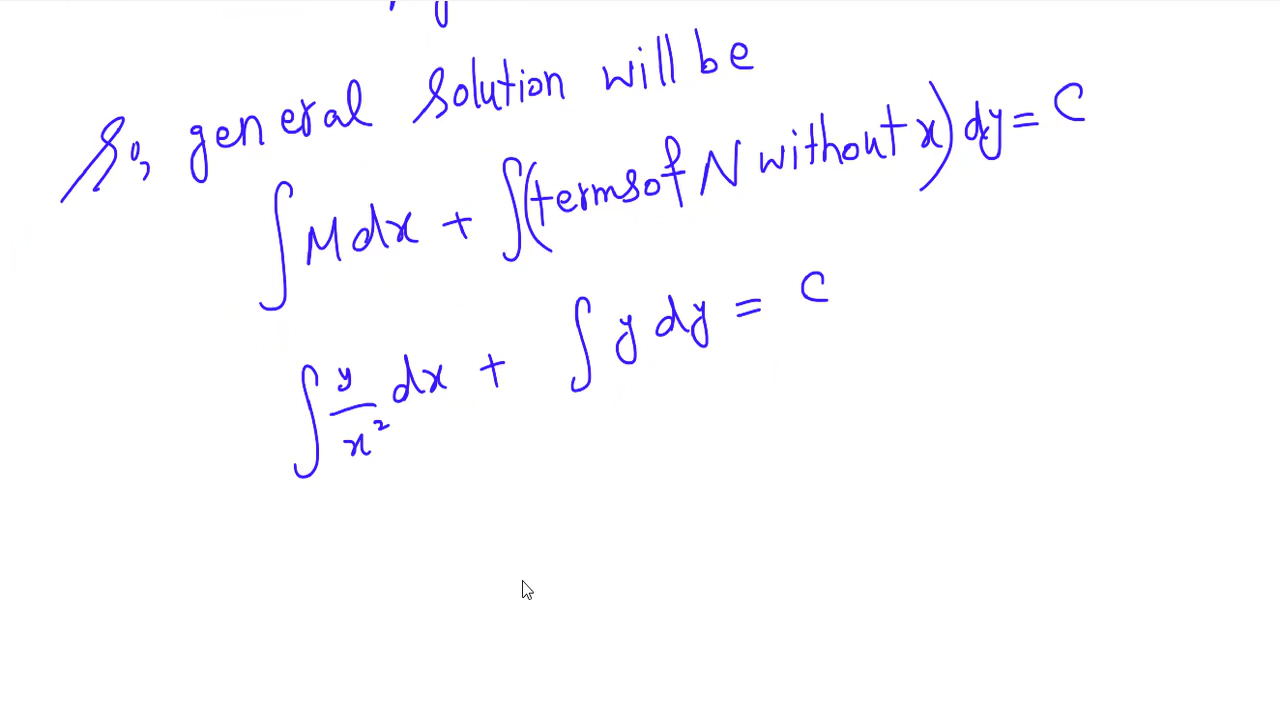 So, general solution will be
∫ M dx + ∫ (terms of N without x) dy = C
∫ y/x² dx + ∫ y dy = C